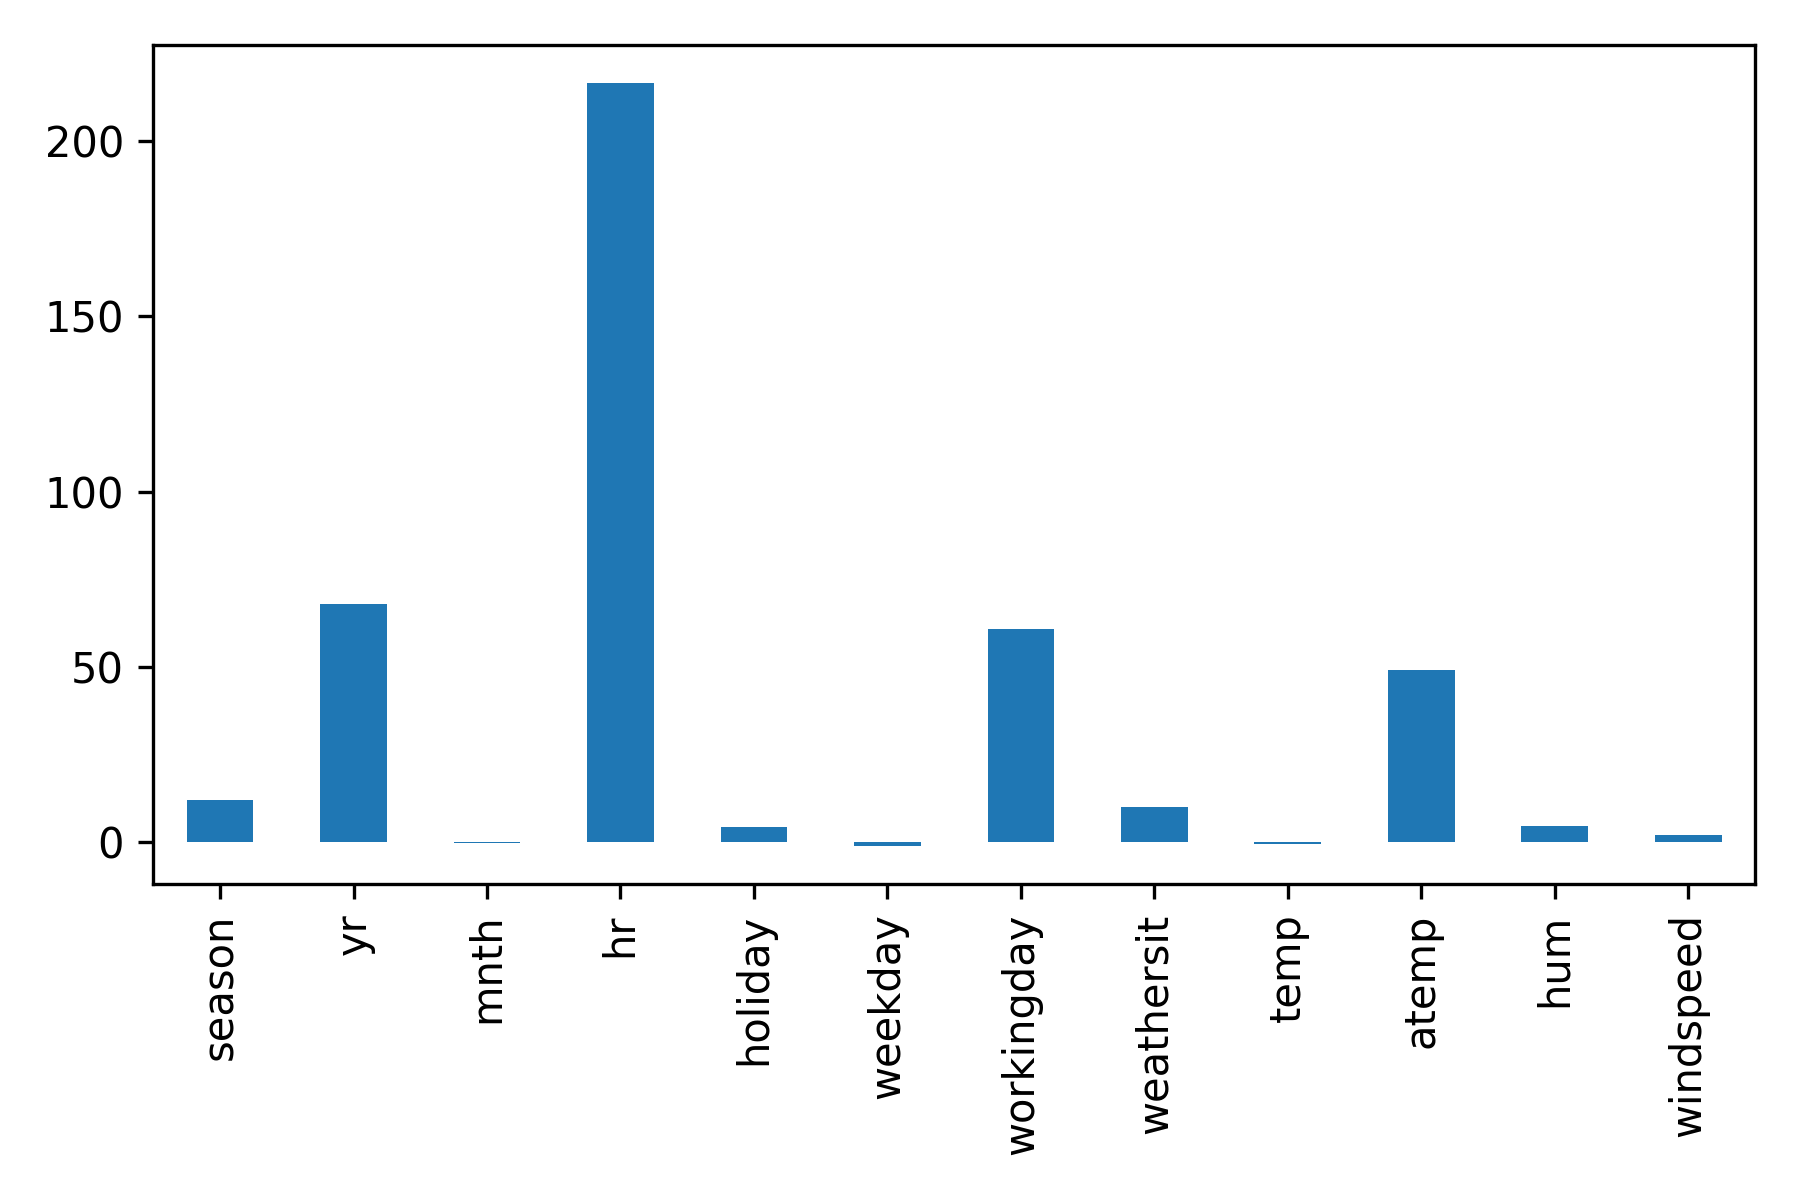 200
150
100
50
0
season
yr
mnth
hr
holiday
weekday
workingday
weathersit
temp
atemp
hum
windspeed